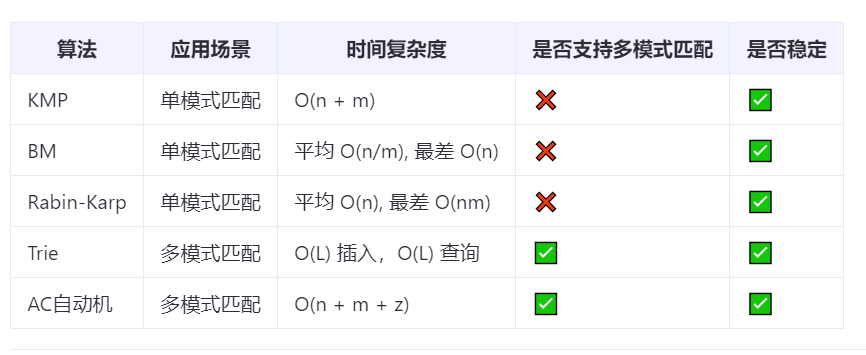 算法 应用场景 时间复杂度 是否支持多模式匹配 是否稳定
KMP 单模式匹配 O(n + m) ❌ ✅
BM 单模式匹配 平均 O(n/m), 最差 O(n) ❌ ✅
Rabin-Karp 单模式匹配 平均 O(n), 最差 O(nm) ❌ ✅
Trie 多模式匹配 O(L) 插入，O(L) 查询 ✅ ✅
AC自动机 多模式匹配 O(n + m + z) ✅ ✅